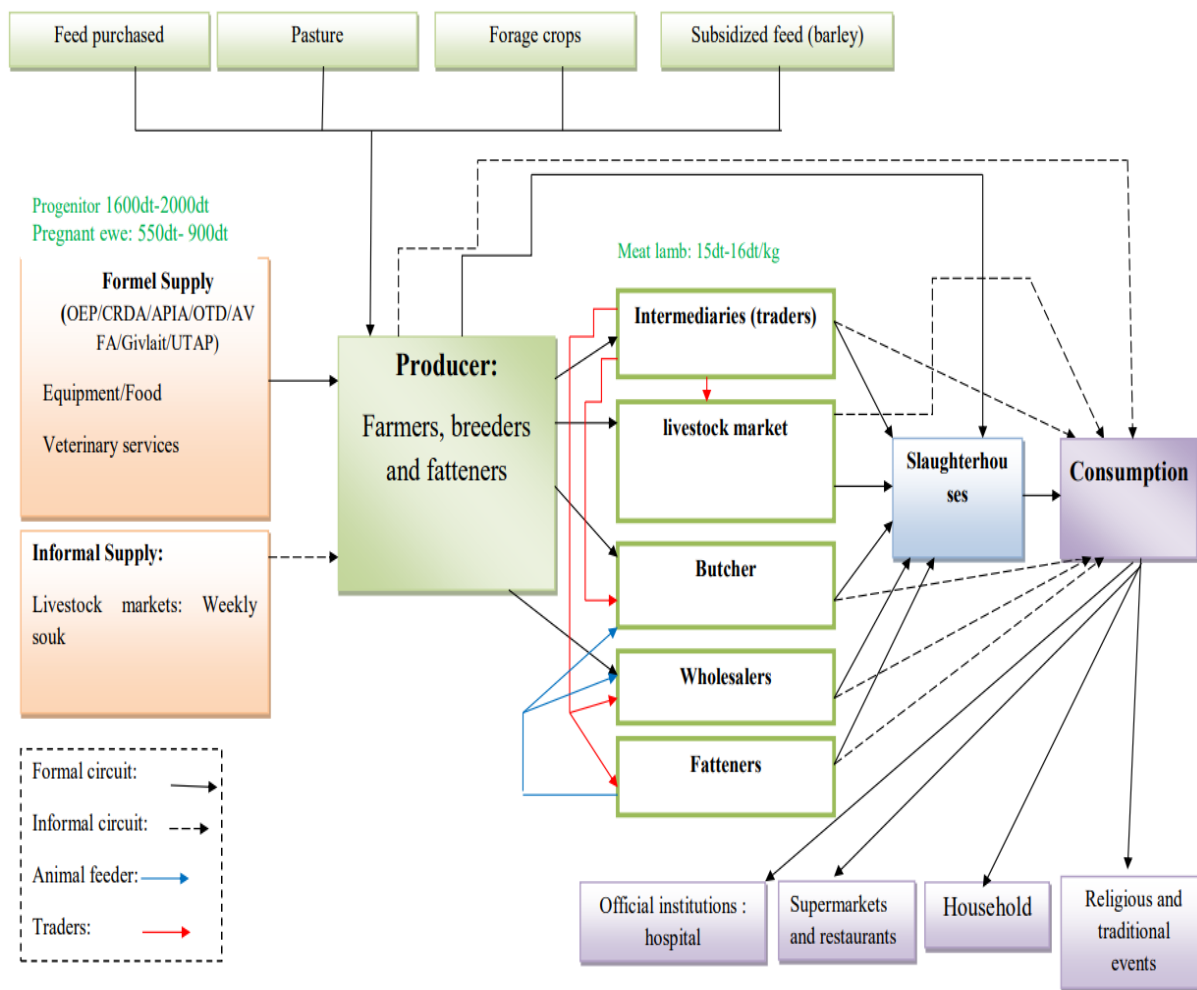 Feed purchased
Pasture
Forage crops
Subsidized feed (barley)
Progenitor 1600dt-2000dt
Pregnant ewe: 550dt- 900dt
Formel Supply
(OEP/CRDA/APIA/OTD/AV
FA/Givlait/UTAP)
Equipment/Food
Veterinary services
Informal Supply:
Livestock markets: Weekly
souk
Producer:
Farmers, breeders
and fatteners
Meat lamb: 15dt-16dt/kg
Intermediaries (traders)
livestock market
Butcher
Wholesalers
Fatteners
Slaughterhou
ses
Consumption
Formal circuit:
Informal circuit:
Animal feeder:
Traders:
Official institutions :
hospital
Supermarkets
and restaurants
Household
Religious and
traditional
events